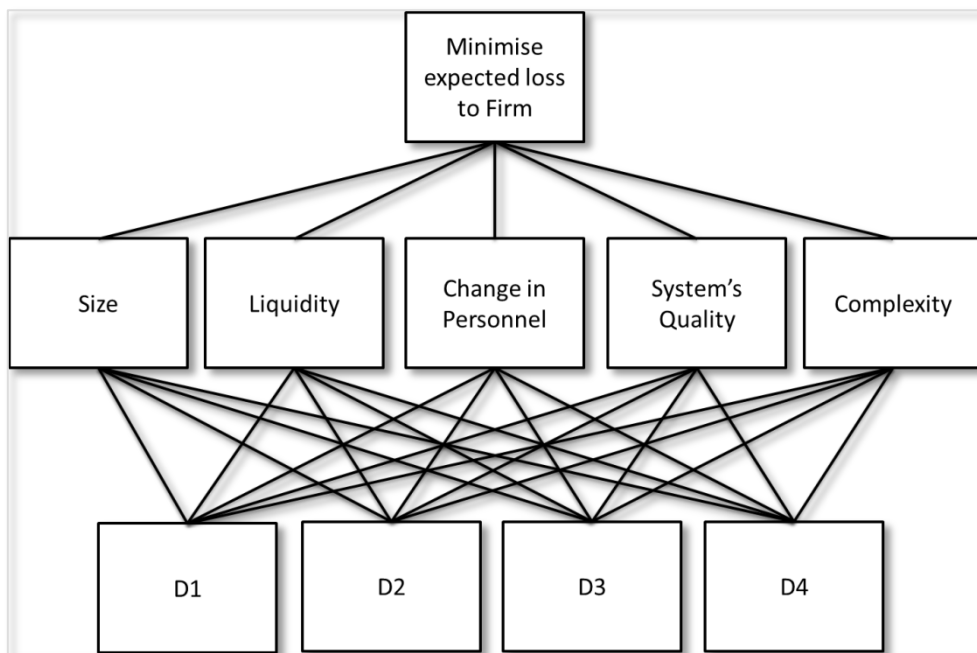 Minimise
expected loss
to Firm
Size
Liquidity
Change in
Personnel
System’s
Quality
Complexity
D1
D2
D3
D4